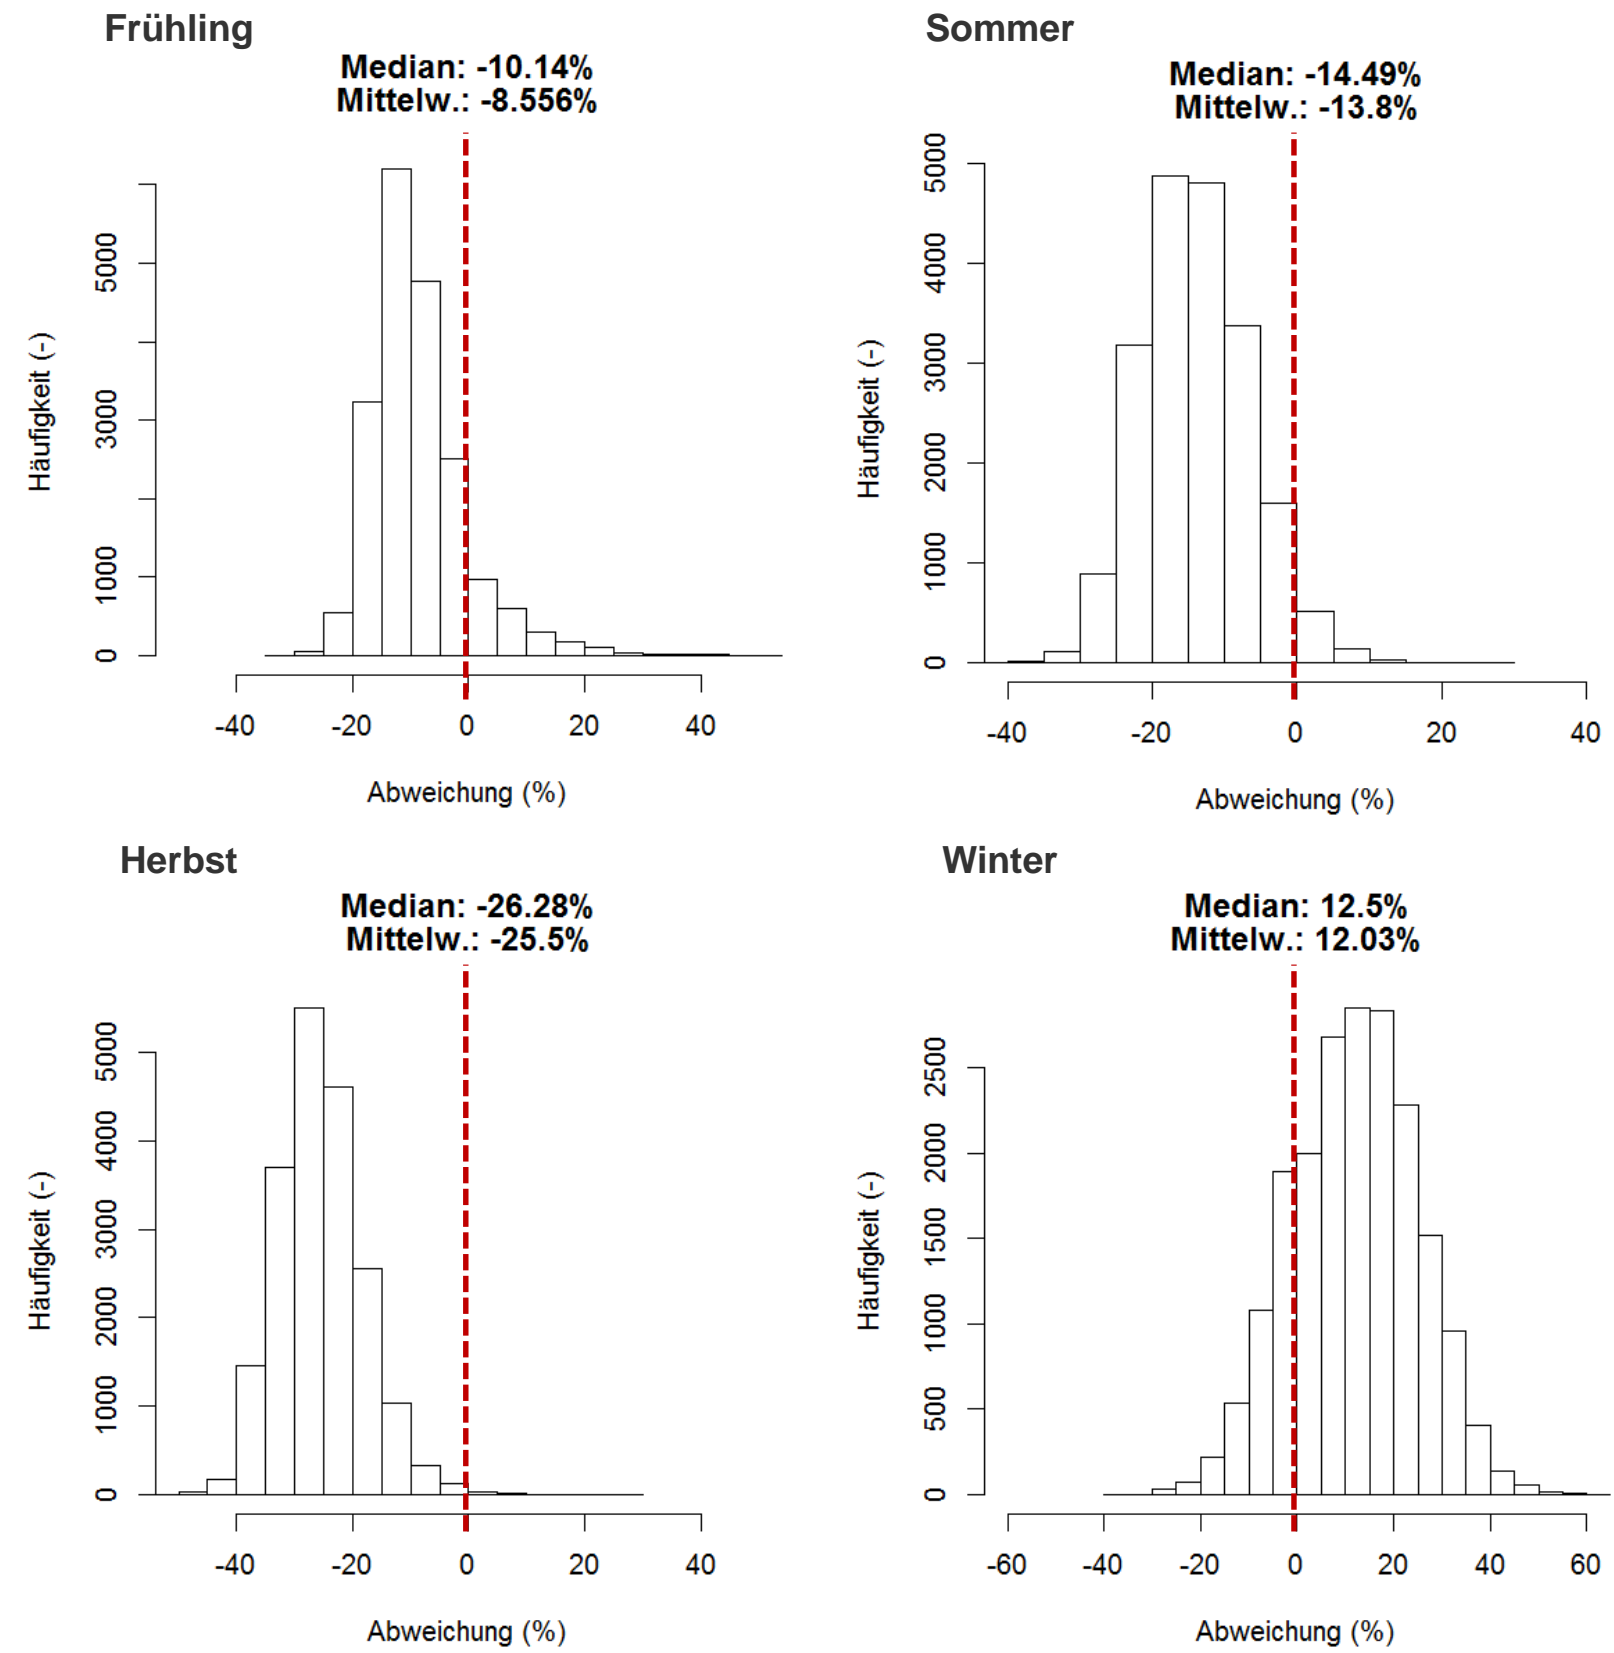 Frühling
Median: -10.14%
Mittelw.: -8.556%
Häufigkeit (-)
5000
3000
1000
0
-40 -20 0 20 40
Abweichung (%)
Sommer
Median: -14.49%
Mittelw.: -13.8%
Häufigkeit (-)
5000
4000
3000
2000
1000
0
-40 -20 0 20 40
Abweichung (%)
Herbst
Median: -26.28%
Mittelw.: -25.5%
Häufigkeit (-)
5000
4000
3000
2000
1000
0
-40 -20 0 20 40
Abweichung (%)
Winter
Median: 12.5%
Mittelw.: 12.03%
Häufigkeit (-)
2500
2000
1500
1000
500
0
-60 -40 -20 0 20 40 60
Abweichung (%)